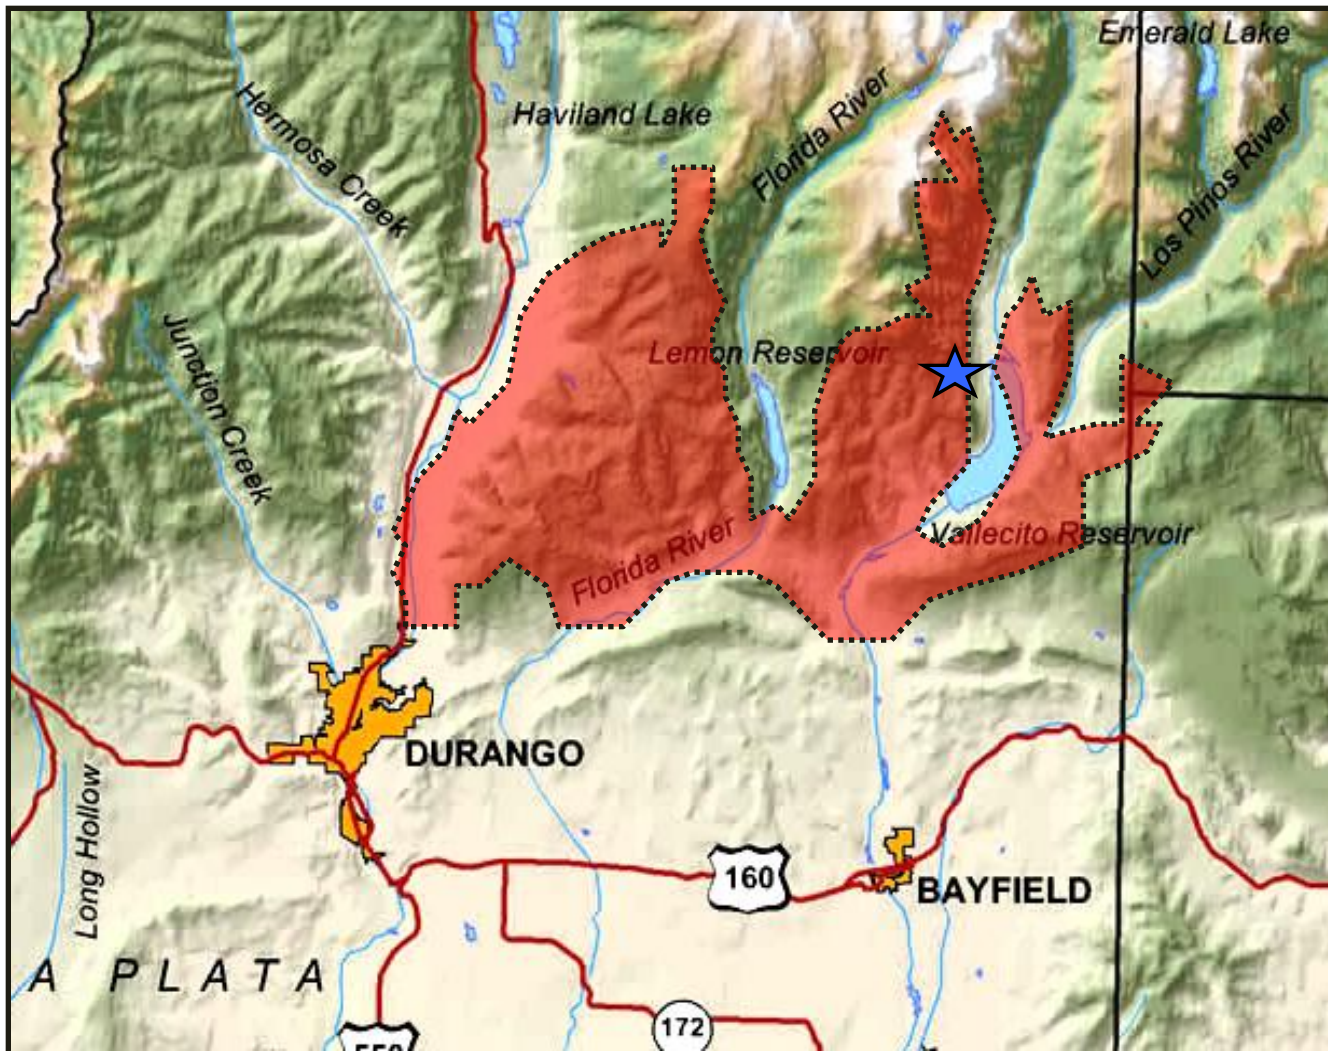 Emerald Lake
Haviland Lake
Florida River
Hermosa Creek
Los Pinos River
Junction Creek
Lemon Reservoir
Florida River
Vallecito Reservoir
DURANGO
Long Hollow
160
BAYFIELD
A PLATA
172
550